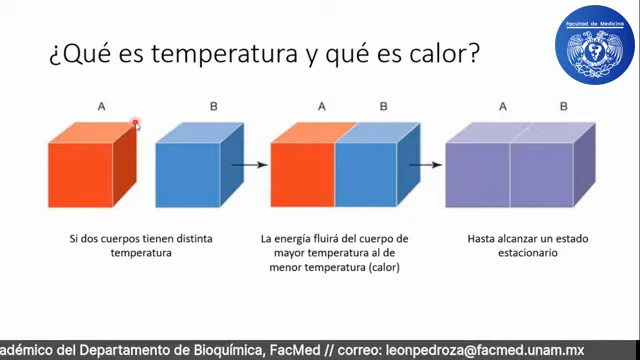 Facultad de Medicina
¿Qué es temperatura y qué es calor?
A
B
A
B
A
B
Si dos cuerpos tienen distinta
temperatura
La energía fluirá del cuerpo de
mayor temperatura al de
menor temperatura (calor)
Hasta alcanzar un estado
estacionario
adémico del Departamento de Bioquímica, FacMed // correo: leonpedroza@facmed.unam.mx